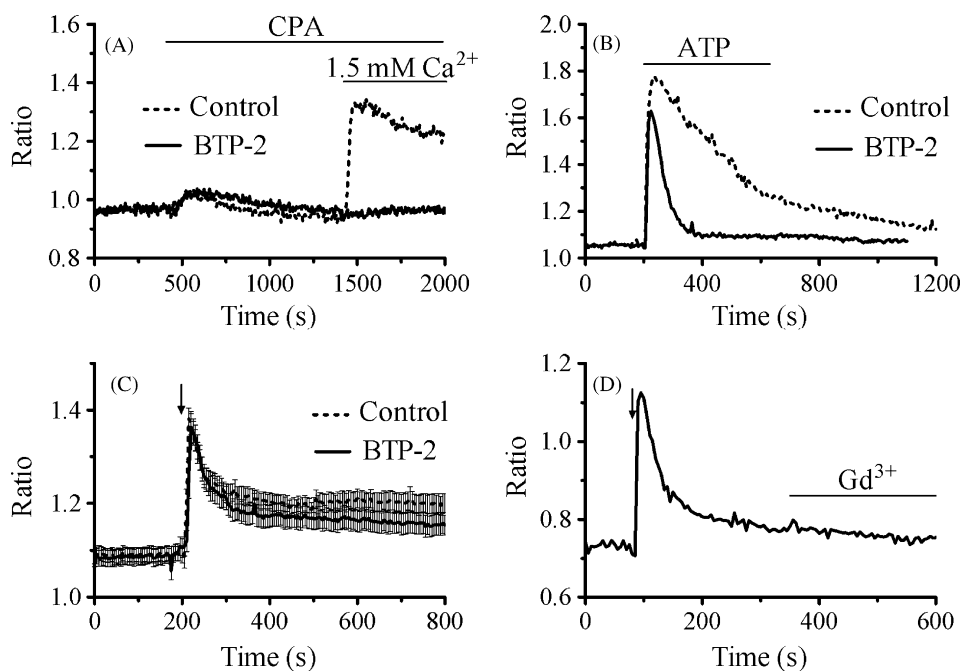 (A)
CPA
1.5 mM Ca²⁺
Control
BTP-2
Ratio
1.6
1.4
1.2
1.0
0.8
0 500 1000 1500 2000
Time (s)
(B)
ATP
Control
BTP-2
Ratio
2.0
1.8
1.6
1.4
1.2
1.0
0 200 400 800 1200
Time (s)
(C)
Control
BTP-2
Ratio
1.4
1.2
1.0
0 200 400 600 800
Time (s)
(D)
Gd³⁺
Ratio
1.2
1.0
0.8
0.6
0 200 400 600
Time (s)